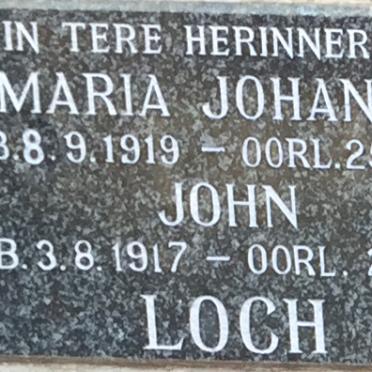 IN TERE HERINNER
MARIA JOHAN
B.8.9.1919 – OORL.2
JOHN
B.3.8.1917 – OORL.
LOCH